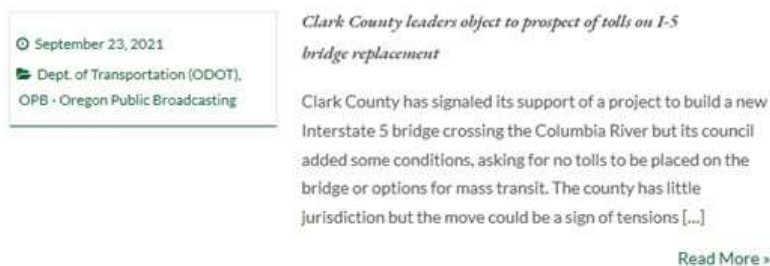 September 23, 2021
Dept. of Transportation (ODOT),
OPB - Oregon Public Broadcasting
Clark County leaders object to prospect of tolls on I-5
bridge replacement
Clark County has signaled its support of a project to build a new
Interstate 5 bridge crossing the Columbia River but its council
added some conditions, asking for no tolls to be placed on the
bridge or options for mass transit. The county has little
jurisdiction but the move could be a sign of tensions [...]
Read More »